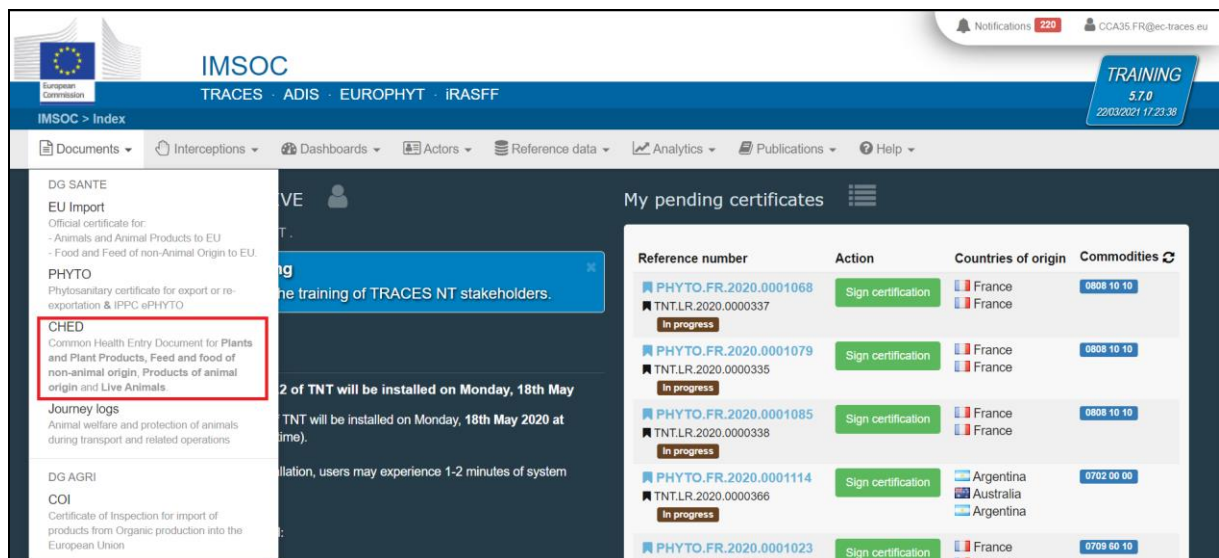 Notifications 220 CCA35.FR@ec-traces.eu
European
Commission
IMSOC
TRACES · ADIS · EUROPHYT · iRASFF
TRAINING
5.7.0
22/03/2021 17:23:38
IMSOC > Index
Documents Interceptions Dashboards Actors Reference data Analytics Publications Help
DG SANTE
EU Import
Official certificate for:
- Animals and Animal Products to EU
- Food and Feed of non-Animal Origin to EU.
PHYTO
Phytosanitary certificate for export or re-
exportation & IPPC ePHYTO
CHED
Common Health Entry Document for Plants
and Plant Products, Feed and food of
non-animal origin, Products of animal
origin and Live Animals.
Journey logs
Animal welfare and protection of animals
during transport and related operations
DG AGRI
COI
Certificate of Inspection for import of
products from Organic production into the
European Union
VE
T.
ng
he training of TRACES NT stakeholders.
2 of TNT will be installed on Monday, 18th May
TNT will be installed on Monday, 18th May 2020 at
time).
llation, users may experience 1-2 minutes of system
l:
My pending certificates
Reference number Action Countries of origin Commodities
PHYTO.FR.2020.0001068 Sign certification France 0808 10 10
TNT.LR.2020.0000337 France
In progress
PHYTO.FR.2020.0001079 Sign certification France 0808 10 10
TNT.LR.2020.0000335 France
In progress
PHYTO.FR.2020.0001085 Sign certification France 0808 10 10
TNT.LR.2020.0000338 France
In progress
PHYTO.FR.2020.0001114 Sign certification Argentina 0702 00 00
TNT.LR.2020.0000366 Australia
In progress Argentina
PHYTO.FR.2020.0001023 Sign certification France 0709 60 10